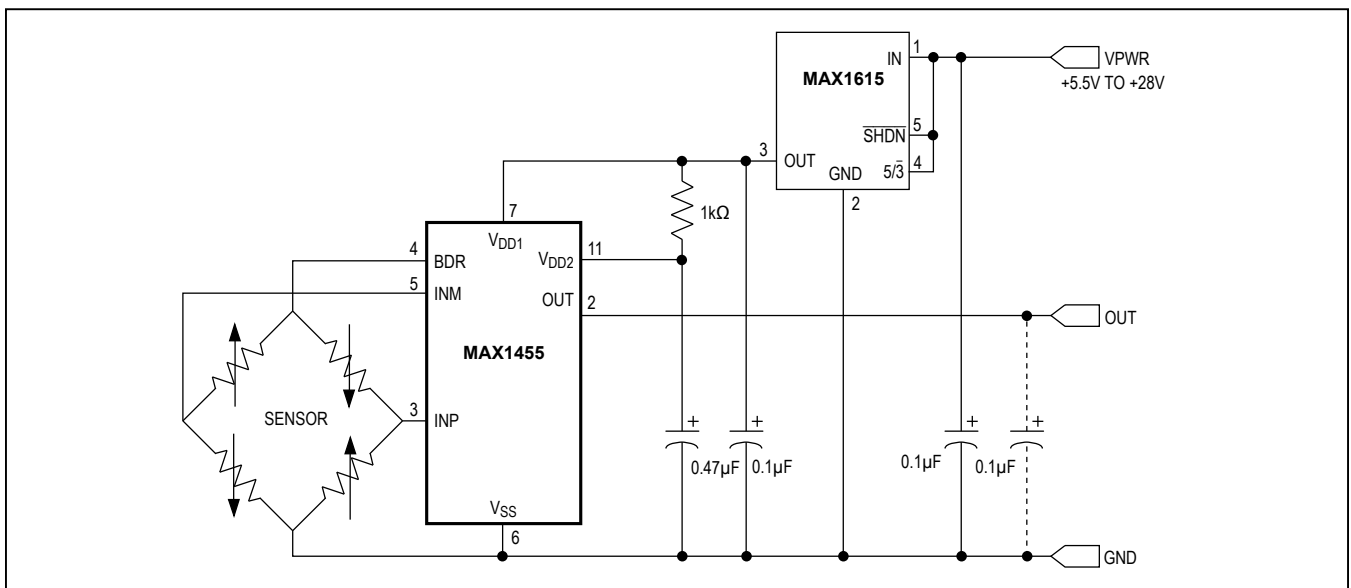 1
IN
VPWR
MAX1615
+5.5V TO +28V
5
SHDN
3
OUT
5/3
4
GND
2
1kΩ
7
VDD1
4
BDR
11
VDD2
5
INM
OUT
2
OUT
MAX1455
SENSOR
3
INP
+
+
+
+
0.47µF
0.1µF
0.1µF
0.1µF
VSS
6
GND